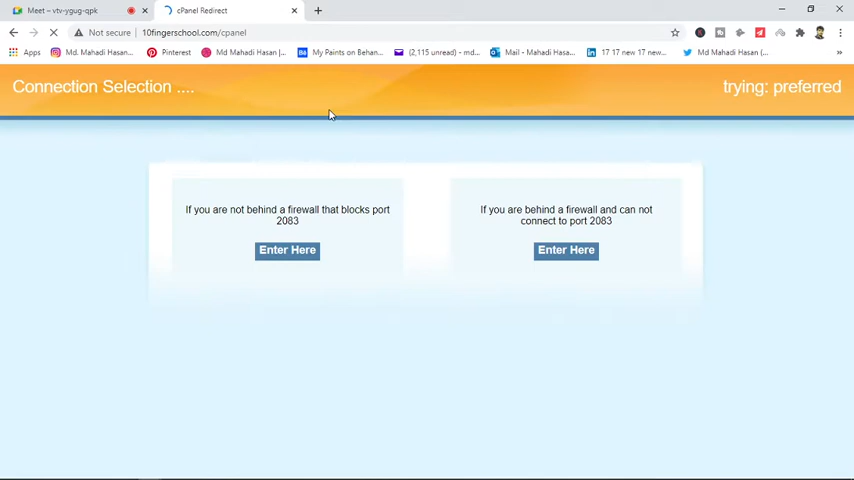 Meet – vtv-ygug-qpk
cPanel Redirect
Not secure | 10fingerschool.com/cpanel
Apps Md. Mahadi Hasan... Pinterest Md Mahadi Hasan |... My Paints on Behan... (2,115 unread) - md... Mail - Mahadi Hasa... 17 17 new 17 new... Md Mahadi Hasan (...
Connection Selection ....
trying: preferred
If you are not behind a firewall that blocks port
2083
Enter Here
If you are behind a firewall and can not
connect to port 2083
Enter Here